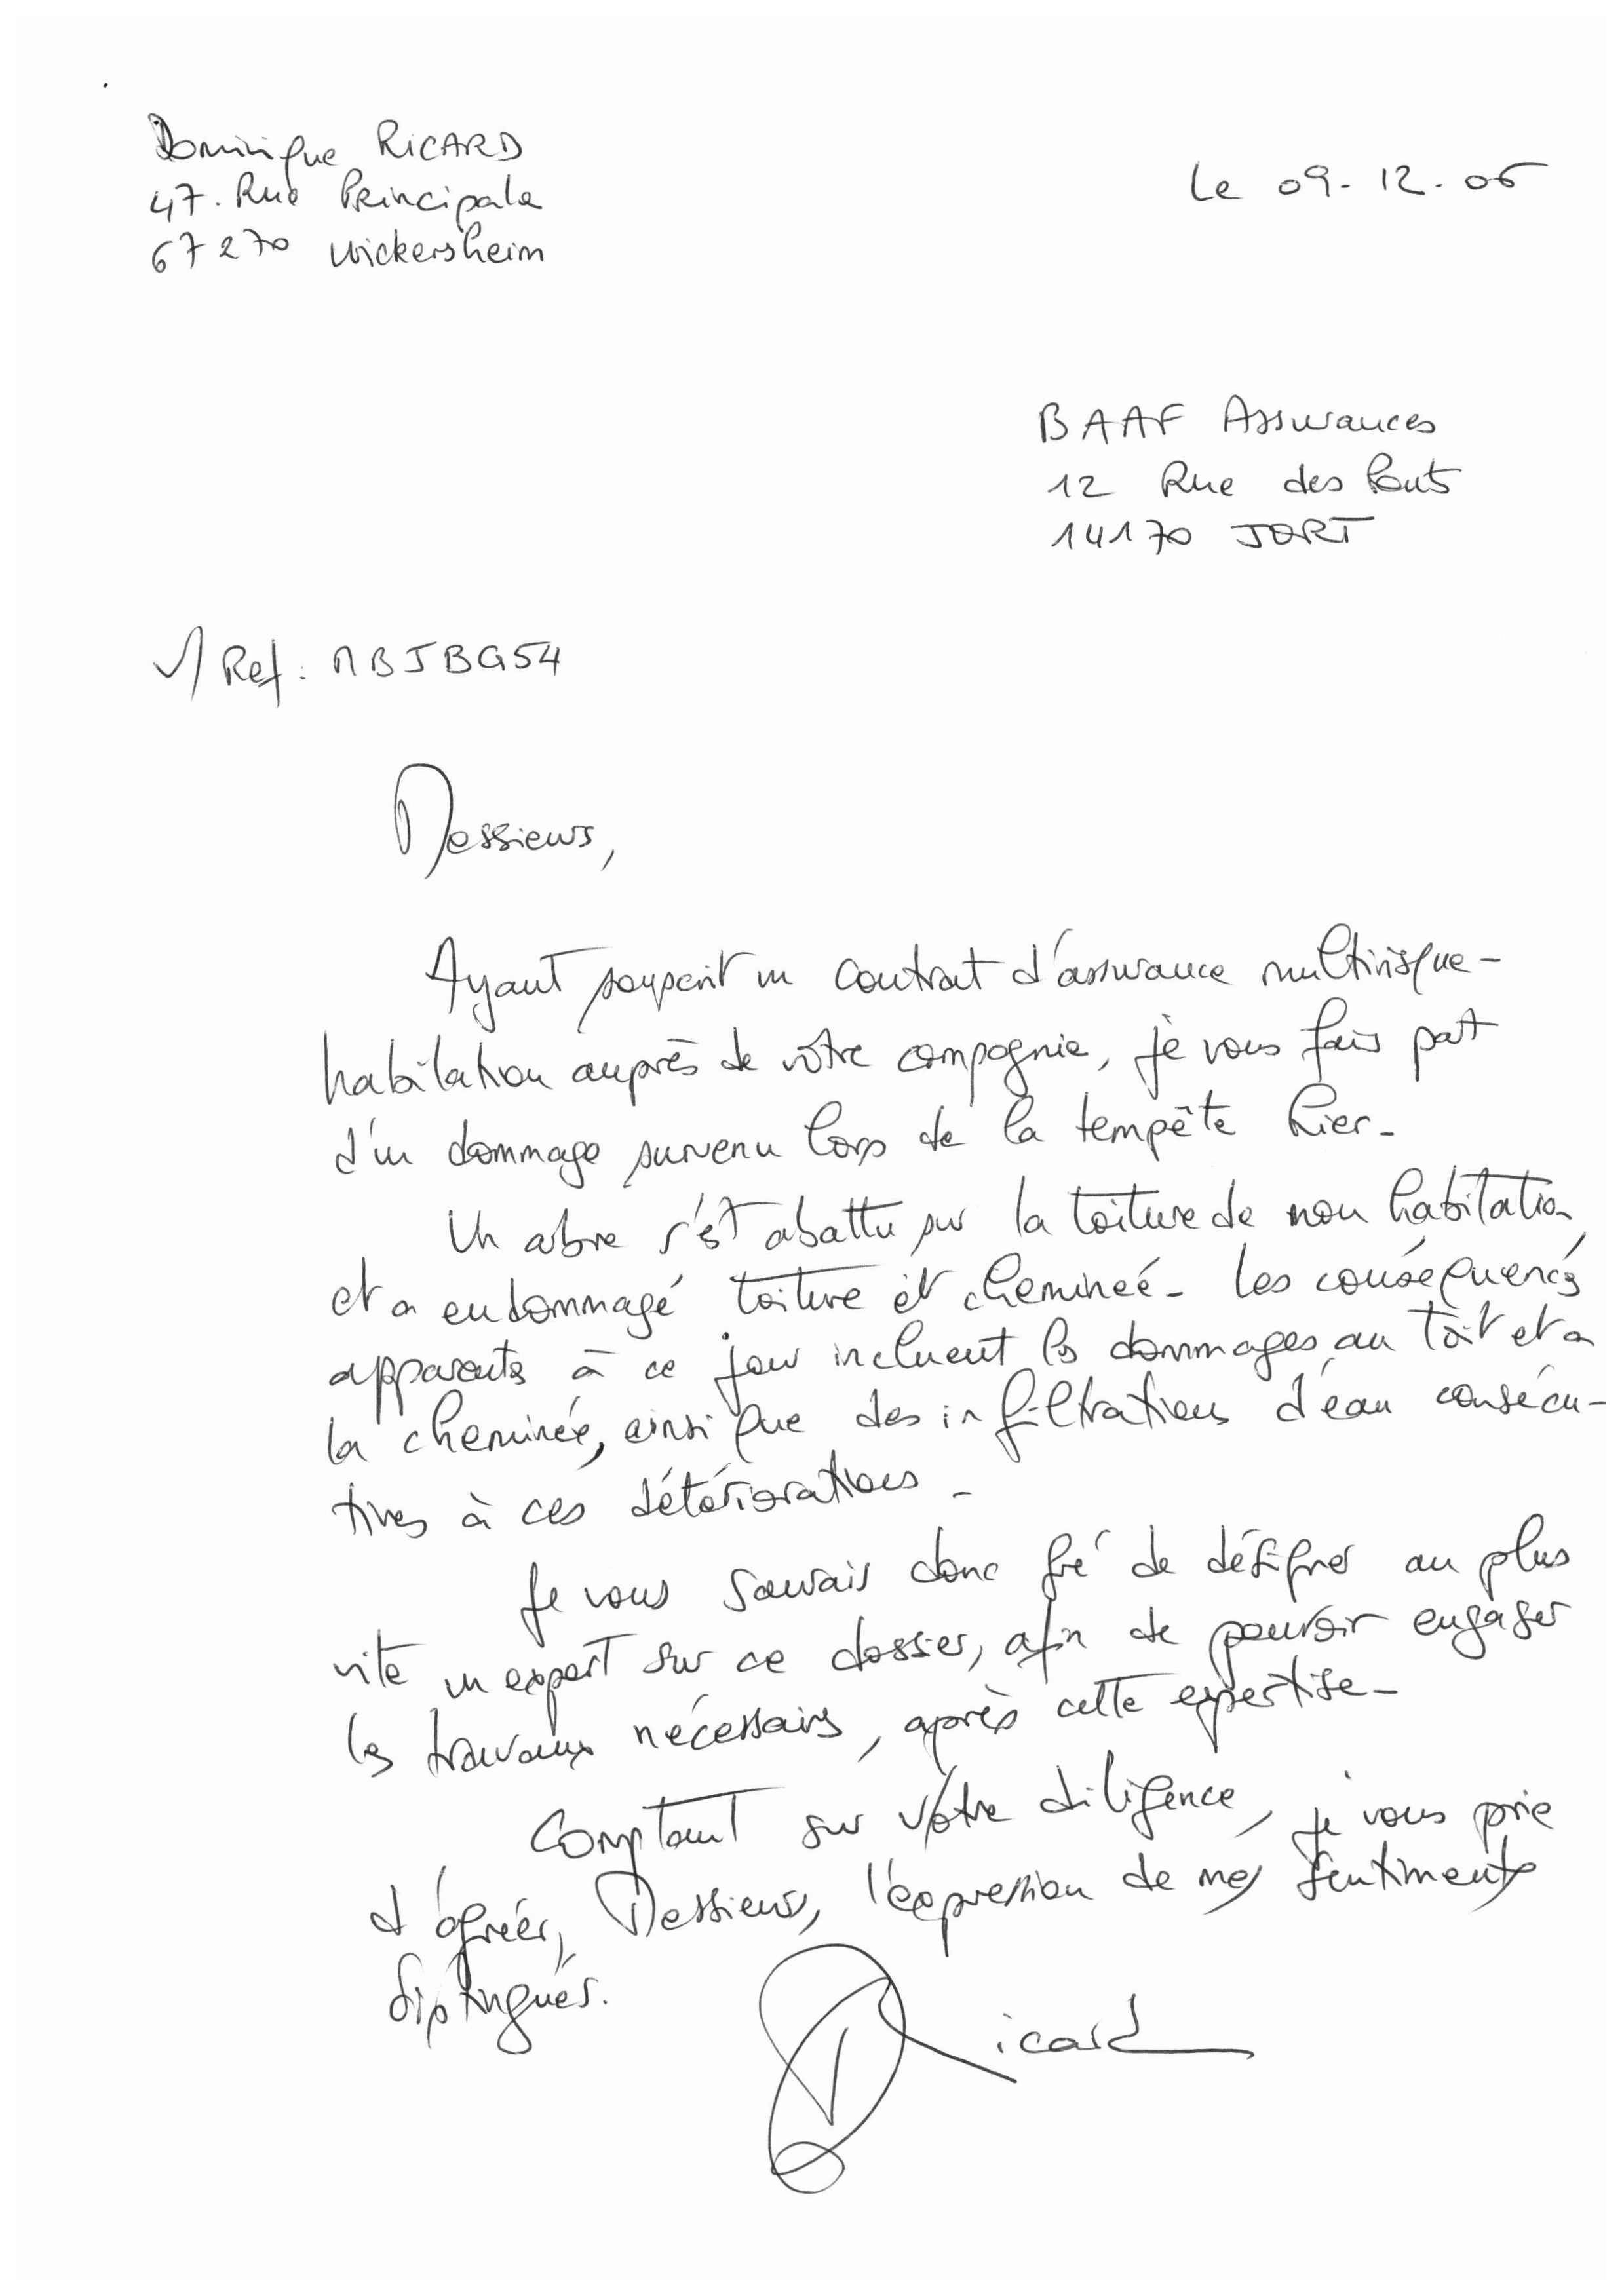 Dominique RICARD
47. Rue Principale
67270 Wickersheim
Le 09-12-06
BAAF Assurances
12 Rue des Ponts
14170 JORT
V/Ref: MBJBG54
Messieurs,
Ayant souscrit un contrat d'assurance multirisque-
habitation auprès de vôtre compagnie, je vous fais part
d'un dommage survenu lors de la tempête hier.
Un arbre s'est abattu sur la toiture de mon habitation
et a endommagé toiture et cheminée. Les conséquences
apparents à ce jour incluent les dommages au toit et a
la cheminée, ainsi que des infiltrations d'eau consécu-
tives à ces détériorations.
Je vous saurais donc gré de désigner au plus
vite un expert sur ce dossier, afin de pouvoir engager
les travaux nécessaires, après cette expertise.
Comptant sur votre diligence, je vous prie
d'agréer, Messieurs, l'expression de mes sentiments
distingués.
D Ricard